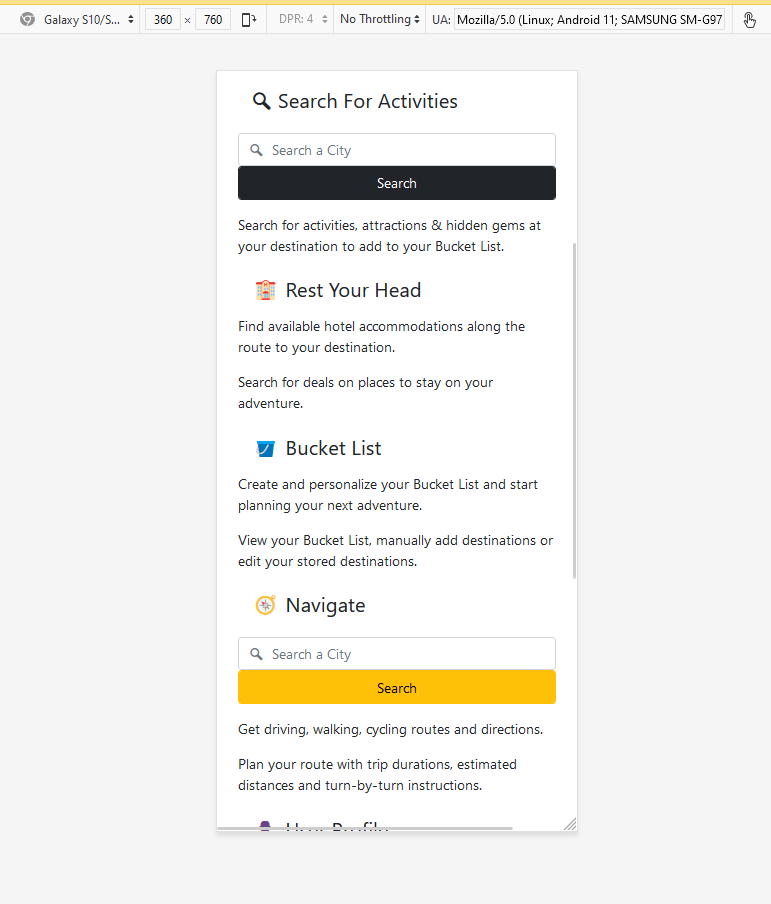 Galaxy S10/S... 360 × 760 DPR: 4 No Throttling UA: Mozilla/5.0 (Linux; Android 11; SAMSUNG SM-G97
Search For Activities
Search a City
Search
Search for activities, attractions & hidden gems at
your destination to add to your Bucket List.
Rest Your Head
Find available hotel accommodations along the
route to your destination.
Search for deals on places to stay on your
adventure.
Bucket List
Create and personalize your Bucket List and start
planning your next adventure.
View your Bucket List, manually add destinations or
edit your stored destinations.
Navigate
Search a City
Search
Get driving, walking, cycling routes and directions.
Plan your route with trip durations, estimated
distances and turn-by-turn instructions.
User Profile